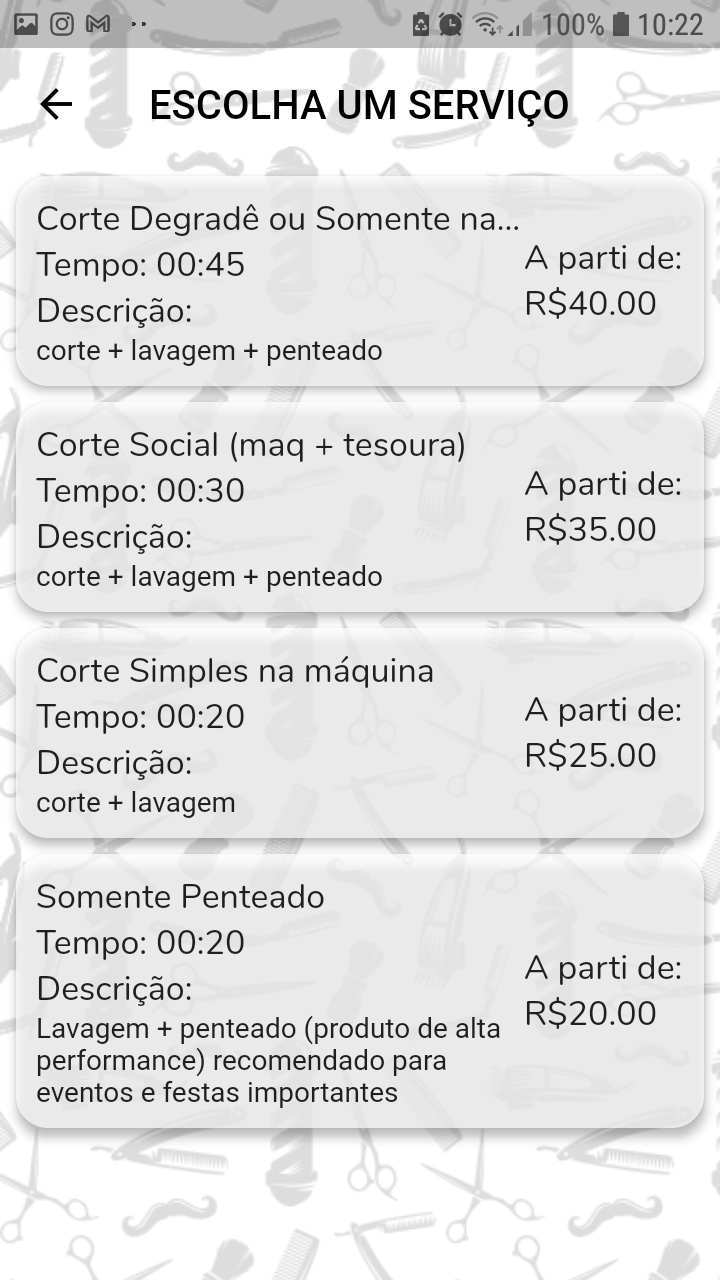 100% 10:22
ESCOLHA UM SERVIÇO
Corte Degradê ou Somente na...
Tempo: 00:45
Descrição:
corte + lavagem + penteado
A parti de:
R$40.00
Corte Social (maq + tesoura)
Tempo: 00:30
Descrição:
corte + lavagem + penteado
A parti de:
R$35.00
Corte Simples na máquina
Tempo: 00:20
Descrição:
corte + lavagem
A parti de:
R$25.00
Somente Penteado
Tempo: 00:20
Descrição:
Lavagem + penteado (produto de alta
performance) recomendado para
eventos e festas importantes
A parti de:
R$20.00